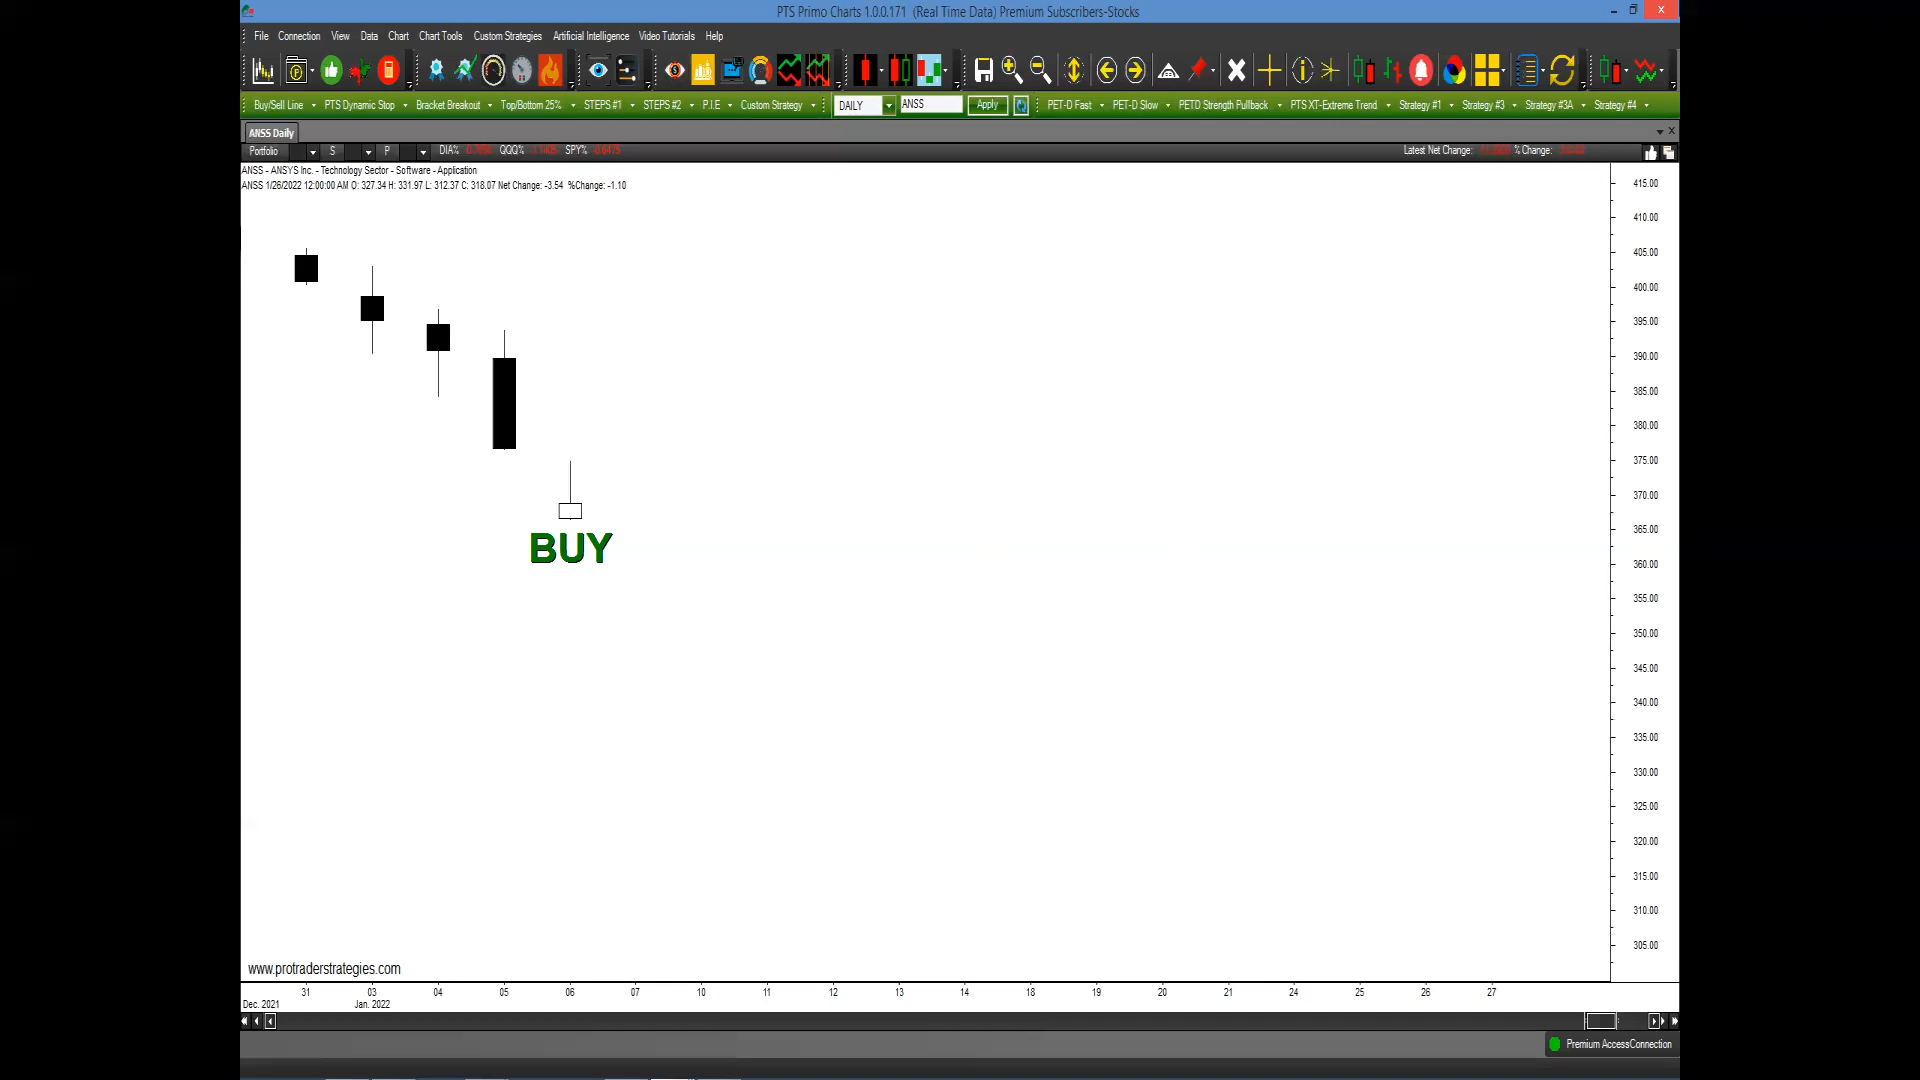 PTS Primo Charts 1.0.0.171 (Real Time Data) Premium Subscribers-Stocks
File Connection View Data Chart Chart Tools Custom Strategies Artificial Intelligence Video Tutorials Help
Buy/Sell Line PTS Dynamic Stop Bracket Breakout Top/Bottom 25% STEPS #1 STEPS #2 P.I.E Custom Strategy DAILY ANSS Apply PET-D Fast PET-D Slow PETD Strength Pullback PTS XT-Extreme Trend Strategy #1 Strategy #3 Strategy #3A Strategy #4
ANSS Daily
Portfolio S P DIA% QQQ% SPY% Latest Net Change: % Change:
ANSS - ANSYS Inc. - Technology Sector - Software - Application
ANSS 1/26/2022 12:00:00 AM O: 327.34 H: 331.97 L: 312.37 C: 318.07 Net Change: -3.54 %Change: -1.10
415.00
410.00
405.00
400.00
395.00
390.00
385.00
380.00
375.00
370.00
365.00
360.00
355.00
350.00
345.00
340.00
335.00
330.00
325.00
320.00
315.00
310.00
305.00
BUY
www.protraderstrategies.com
31 03 04 05 06 07 10 11 12 13 14 18 19 20 21 24 25 26 27
Dec. 2021 Jan. 2022
Premium AccessConnection